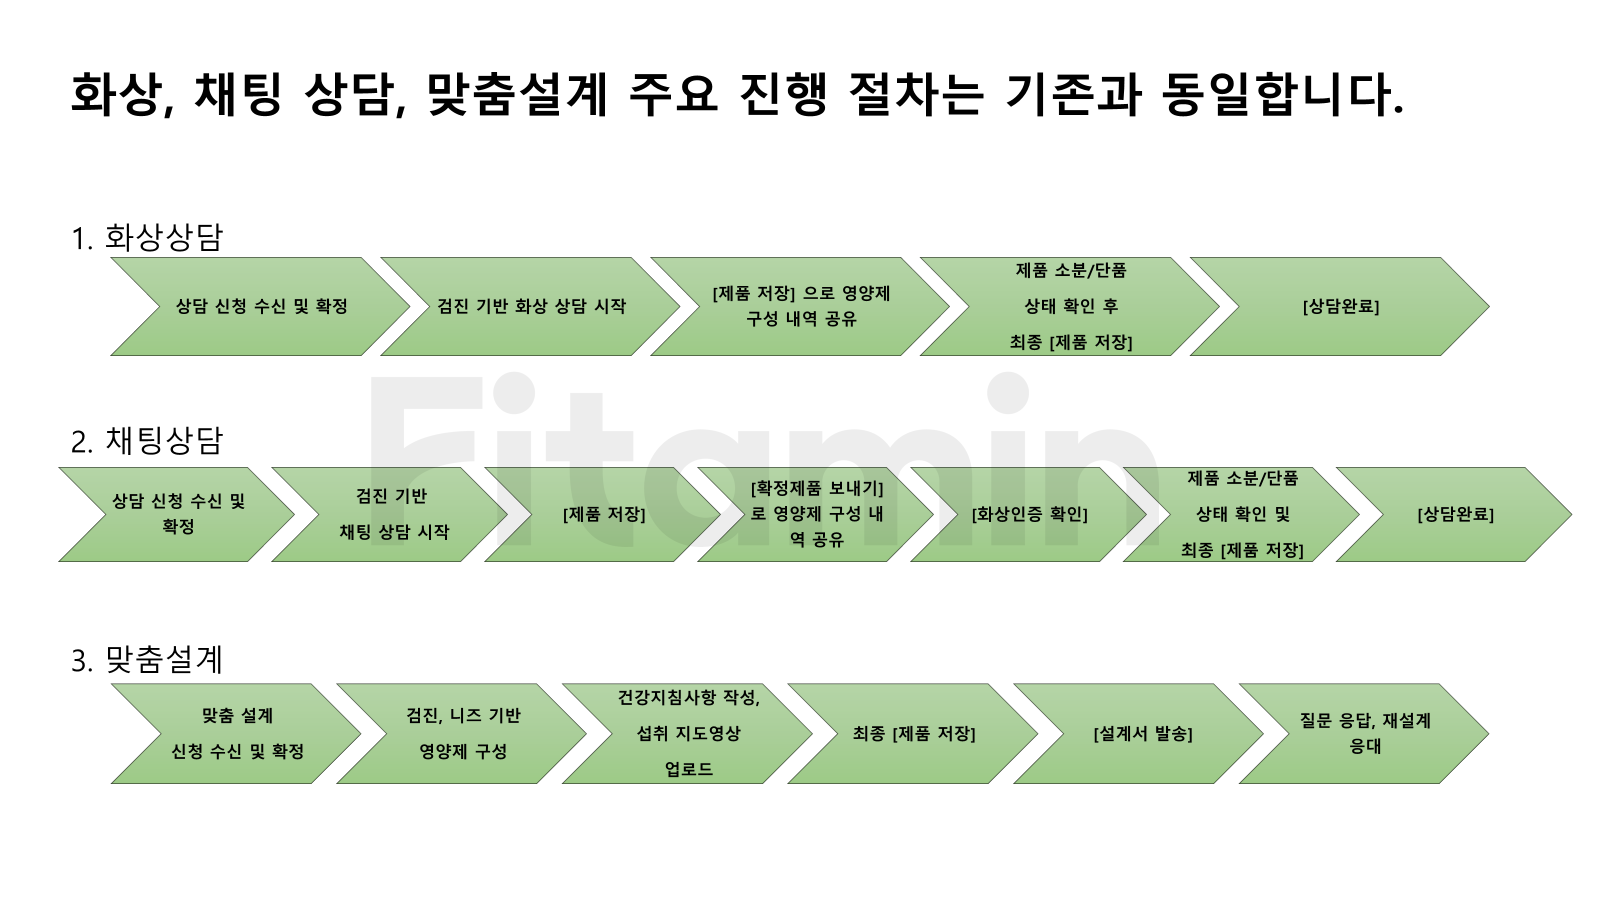 화상, 채팅 상담, 맞춤설계 주요 진행 절차는 기존과 동일합니다.
1. 화상상담
상담 신청 수신 및 확정
검진 기반 화상 상담 시작
[제품 저장] 으로 영양제
구성 내역 공유
제품 소분/단품
상태 확인 후
최종 [제품 저장]
[상담완료]
Fitamin
2. 채팅상담
상담 신청 수신 및
확정
검진 기반
채팅 상담 시작
[제품 저장]
[확정제품 보내기]
로 영양제 구성 내
역 공유
[화상인증 확인]
제품 소분/단품
상태 확인 및
최종 [제품 저장]
[상담완료]
3. 맞춤설계
맞춤 설계
신청 수신 및 확정
검진, 니즈 기반
영양제 구성
건강지침사항 작성,
섭취 지도영상
업로드
최종 [제품 저장]
[설계서 발송]
질문 응답, 재설계
응대